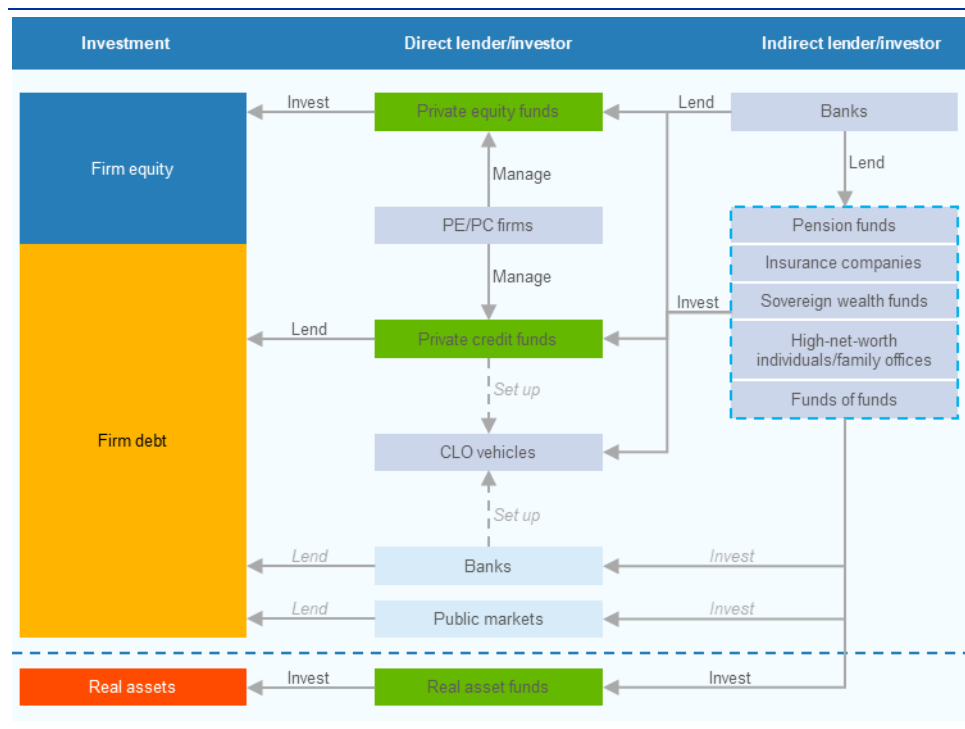 Investment
Direct lender/investor
Indirect lender/investor
Invest
Private equity funds
Lend
Banks
Firm equity
Manage
Lend
PE/PC firms
Pension funds
Manage
Insurance companies
Invest
Sovereign wealth funds
Lend
Private credit funds
High-net-worth
individuals/family offices
Set up
Funds of funds
Firm debt
CLO vehicles
Set up
Lend
Banks
Invest
Lend
Public markets
Invest
Real assets
Invest
Real asset funds
Invest